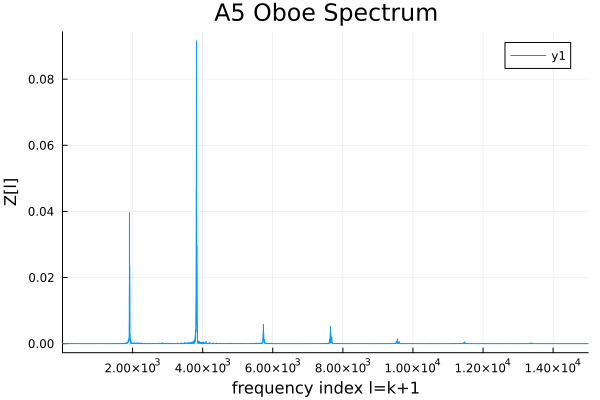 A5 Oboe Spectrum
y1
Z[l]
0.08
0.06
0.04
0.02
0.00
2.00×10³ 4.00×10³ 6.00×10³ 8.00×10³ 1.00×10⁴ 1.20×10⁴ 1.40×10⁴
frequency index l=k+1